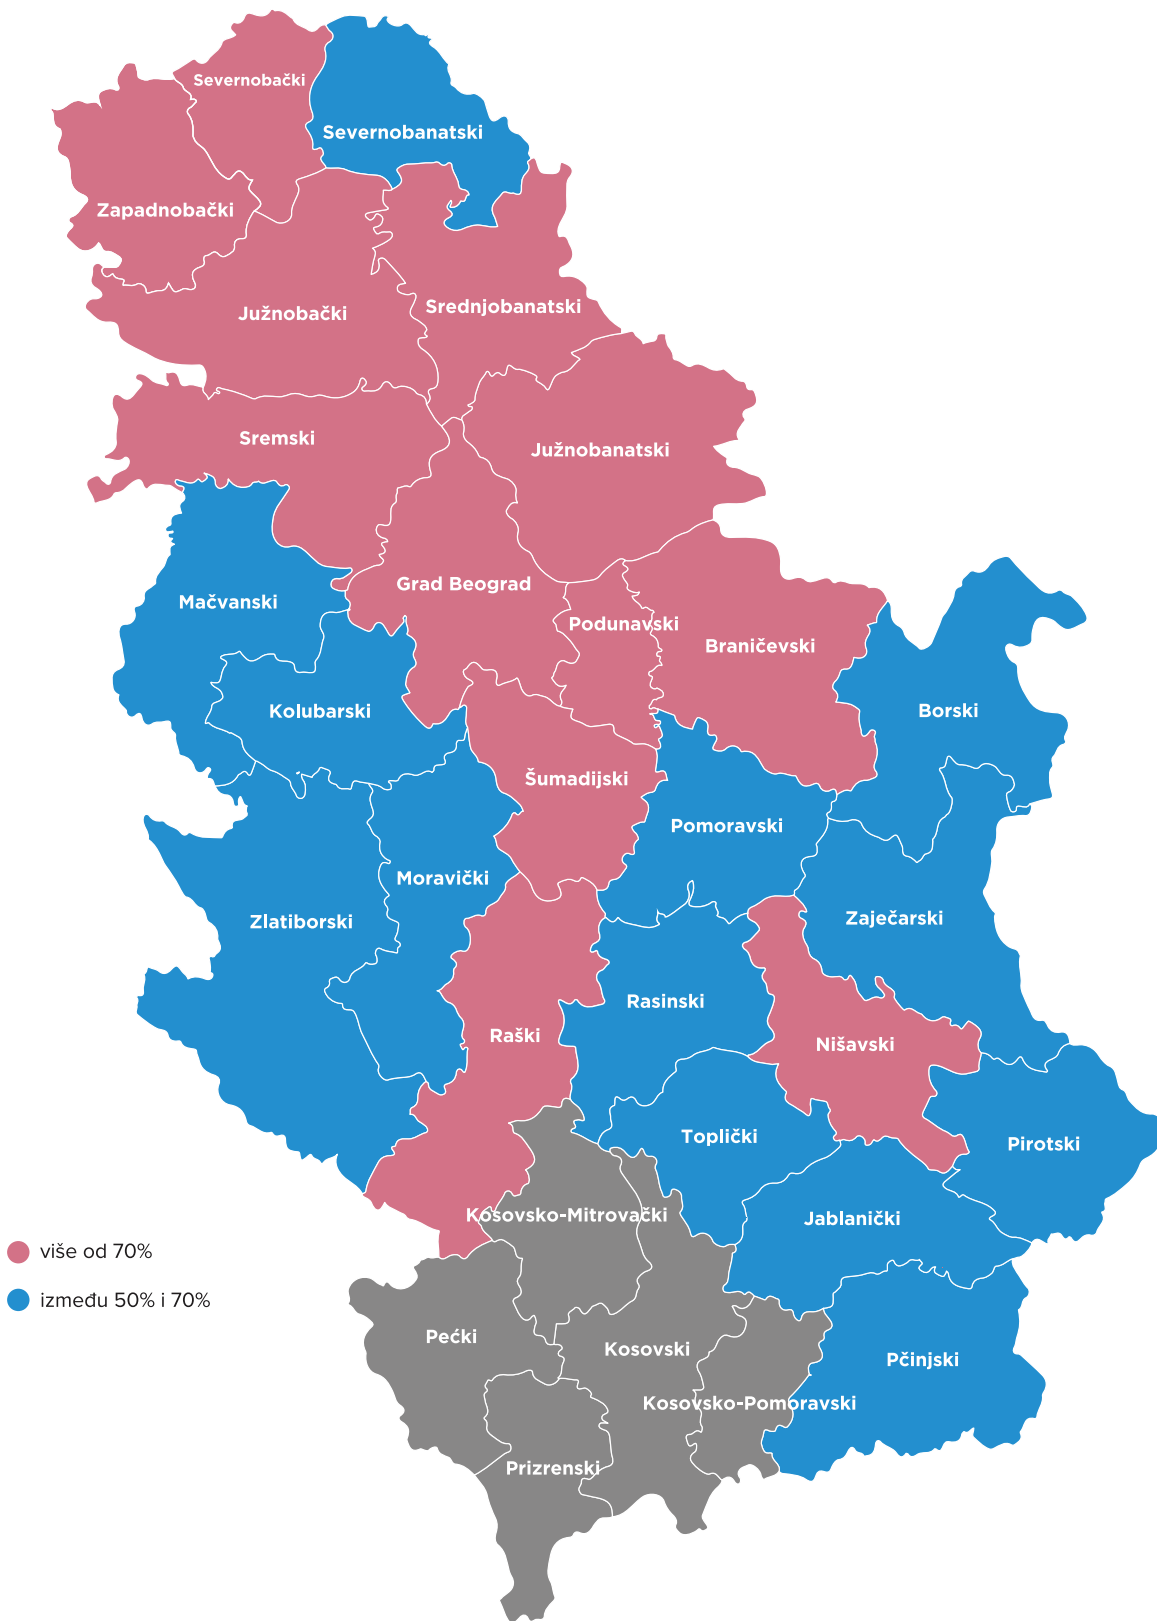 Severnobački
Severnobanatski
Zapadnobački
Srednjobanatski
Južnobački
Sremski
Južnobanatski
Grad Beograd
Mačvanski
Podunavski
Braničevski
Kolubarski
Borski
Šumadijski
Pomoravski
Moravički
Zlatiborski
Zaječarski
Rasinski
Raški
Nišavski
Toplički
Pirotski
Kosovsko-Mitrovački
Jablanički
više od 70%
između 50% i 70%
Pećki
Kosovski
Pčinjski
Kosovsko-Pomoravski
Prizrenski